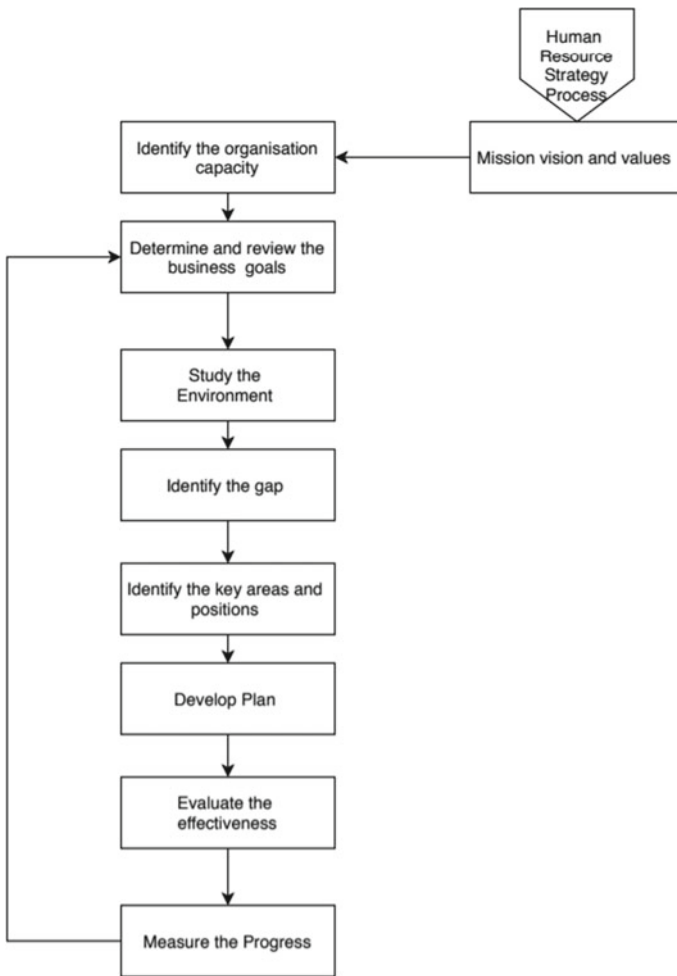 Human
Resource
Strategy
Process
Mission vision and values
Identify the organisation
capacity
Determine and review the
business goals
Study the
Environment
Identify the gap
Identify the key areas and
positions
Develop Plan
Evaluate the
effectiveness
Measure the Progress